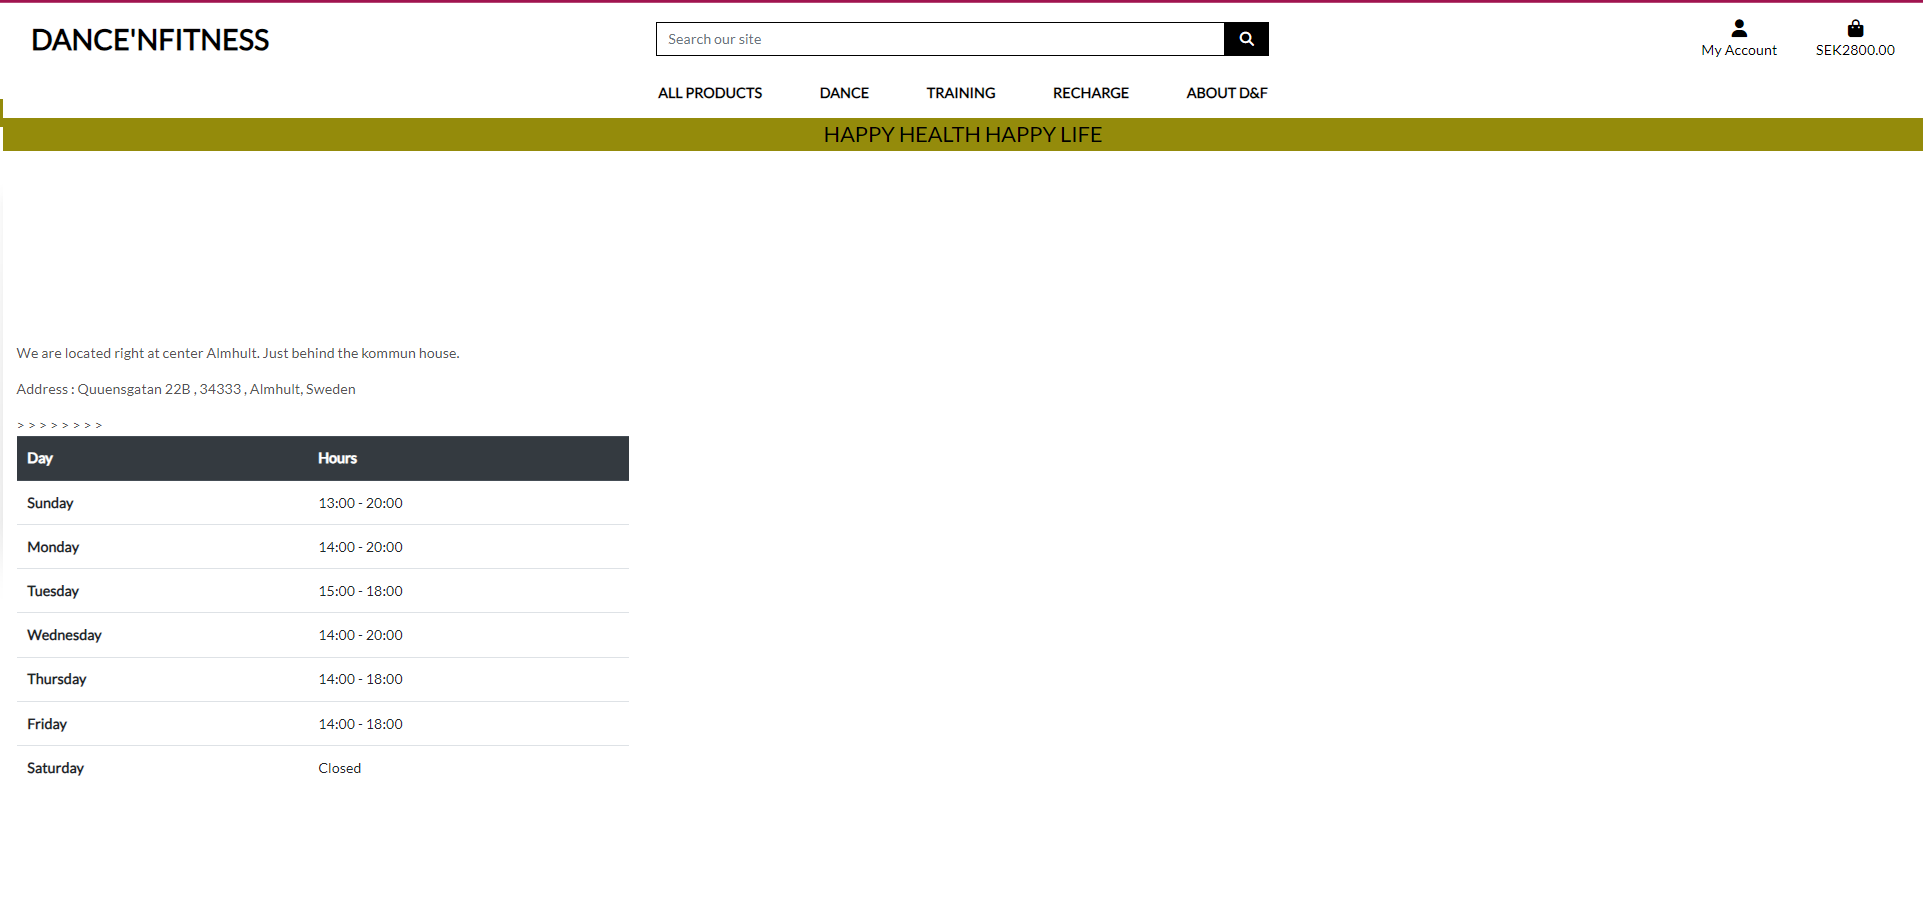 DANCE'NFITNESS
Search our site
My Account
SEK2800.00
ALL PRODUCTS DANCE TRAINING RECHARGE ABOUT D&F
HAPPY HEALTH HAPPY LIFE
We are located right at center Almhult. Just behind the kommun house.
Address : Quuensgatan 22B , 34333 , Almhult, Sweden
> > > > > > > >
Day Hours
Sunday 13:00 - 20:00
Monday 14:00 - 20:00
Tuesday 15:00 - 18:00
Wednesday 14:00 - 20:00
Thursday 14:00 - 18:00
Friday 14:00 - 18:00
Saturday Closed